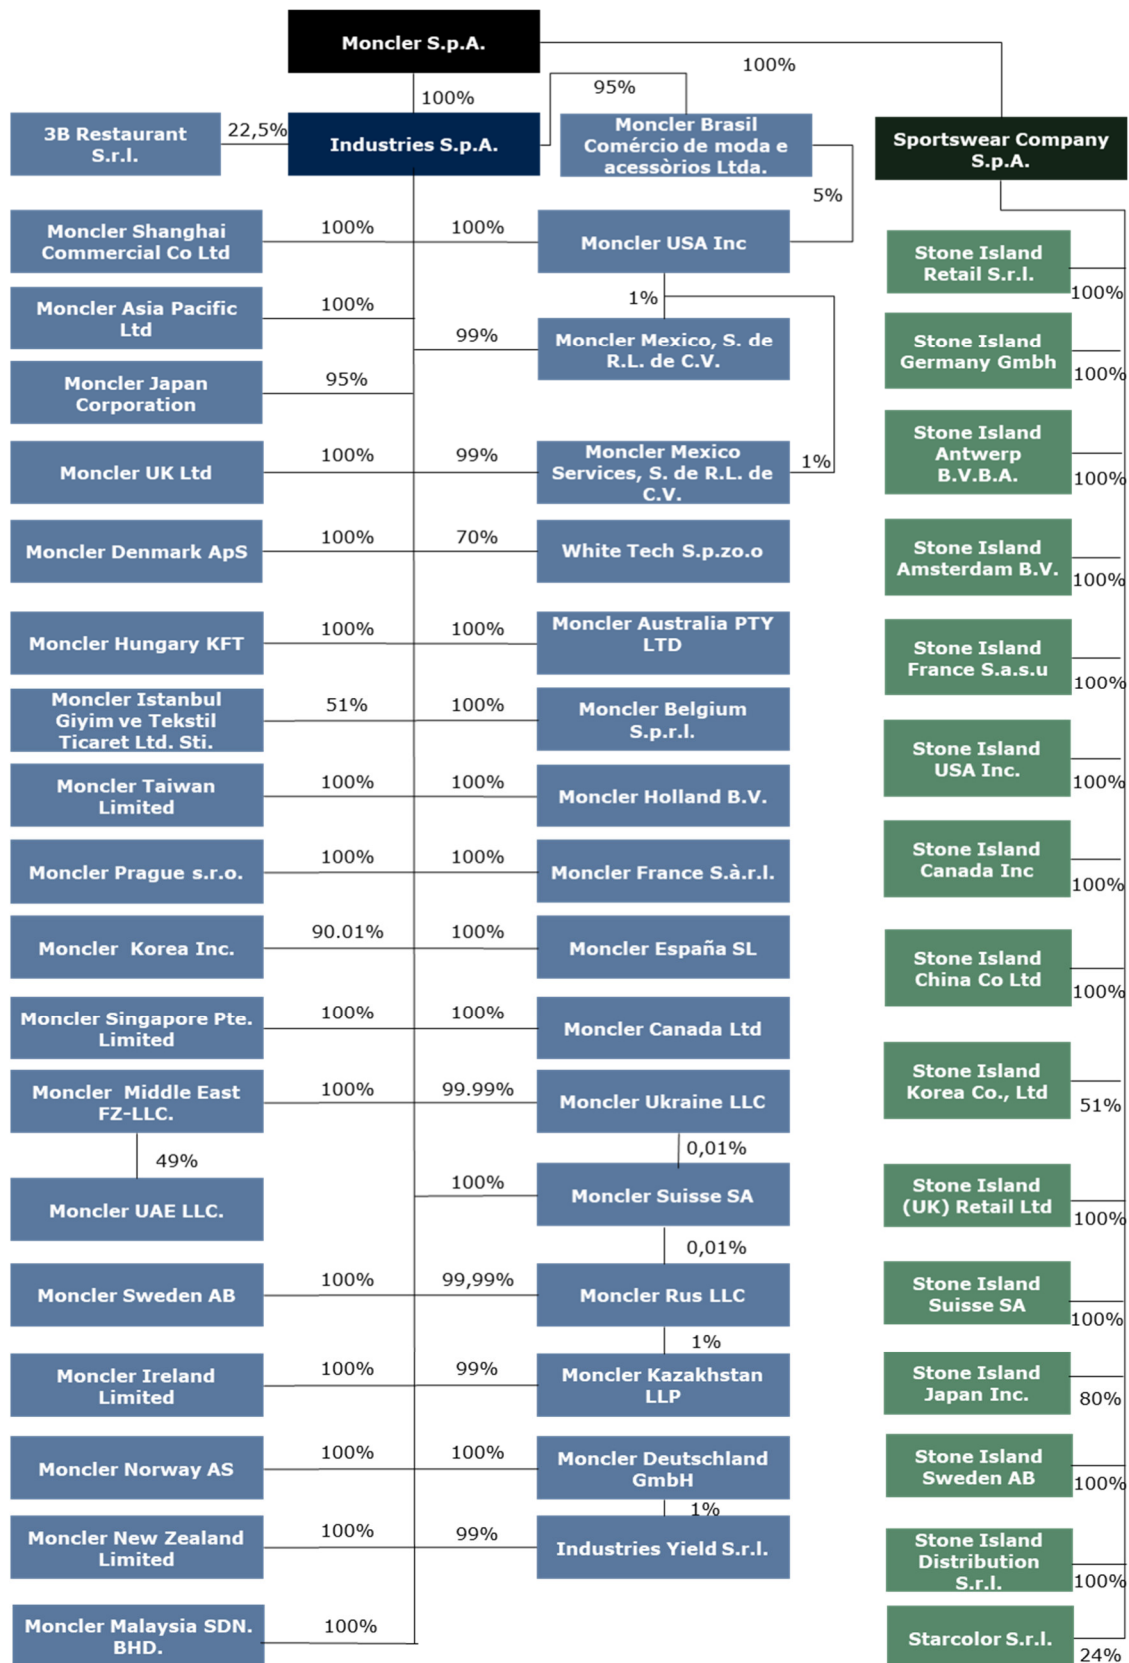 Moncler S.p.A.
100%
100%
95%
3B Restaurant
S.r.l.
22,5%
Industries S.p.A.
Moncler Brasil
Comércio de moda e
acessòrios Ltda.
Sportswear Company
S.p.A.
5%
Moncler Shanghai
Commercial Co Ltd
100%
100%
Moncler USA Inc
Stone Island
Retail S.r.l.
100%
Moncler Asia Pacific
Ltd
100%
1%
99%
Moncler Mexico, S. de
R.L. de C.V.
Stone Island
Germany Gmbh
100%
Moncler Japan
Corporation
95%
Moncler UK Ltd
100%
99%
Moncler Mexico
Services, S. de R.L. de
C.V.
1%
Stone Island
Antwerp
B.V.B.A.
100%
Moncler Denmark ApS
100%
70%
White Tech S.p.zo.o
Stone Island
Amsterdam B.V.
100%
Moncler Hungary KFT
100%
100%
Moncler Australia PTY
LTD
Stone Island
France S.a.s.u
100%
Moncler Istanbul
Giyim ve Tekstil
Ticaret Ltd. Sti.
51%
100%
Moncler Belgium
S.p.r.l.
Stone Island
USA Inc.
100%
Moncler Taiwan
Limited
100%
100%
Moncler Holland B.V.
Moncler Prague s.r.o.
100%
100%
Moncler France S.à.r.l.
Stone Island
Canada Inc
100%
Moncler Korea Inc.
90.01%
100%
Moncler España SL
Stone Island
China Co Ltd
100%
Moncler Singapore Pte.
Limited
100%
100%
Moncler Canada Ltd
Moncler Middle East
FZ-LLC.
100%
99.99%
Moncler Ukraine LLC
Stone Island
Korea Co., Ltd
51%
49%
0,01%
Moncler UAE LLC.
100%
Moncler Suisse SA
Stone Island
(UK) Retail Ltd
100%
0,01%
Moncler Sweden AB
100%
99,99%
Moncler Rus LLC
Stone Island
Suisse SA
100%
1%
Moncler Ireland
Limited
100%
99%
Moncler Kazakhstan
LLP
Stone Island
Japan Inc.
80%
Moncler Norway AS
100%
100%
Moncler Deutschland
GmbH
Stone Island
Sweden AB
100%
1%
Moncler New Zealand
Limited
100%
99%
Industries Yield S.r.l.
Stone Island
Distribution
S.r.l.
100%
Moncler Malaysia SDN.
BHD.
100%
Starcolor S.r.l.
24%